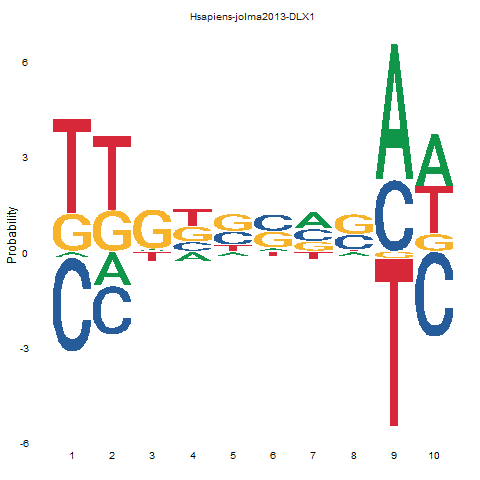 Hsapiens-jolma2013-DLX1
Probability
6
3
0
-3
-6
T G A C
T G A C
G T
T G C A
G C T A
C G T
A C G T
G C A
A C G T
A T G C
1 2 3 4 5 6 7 8 9 10